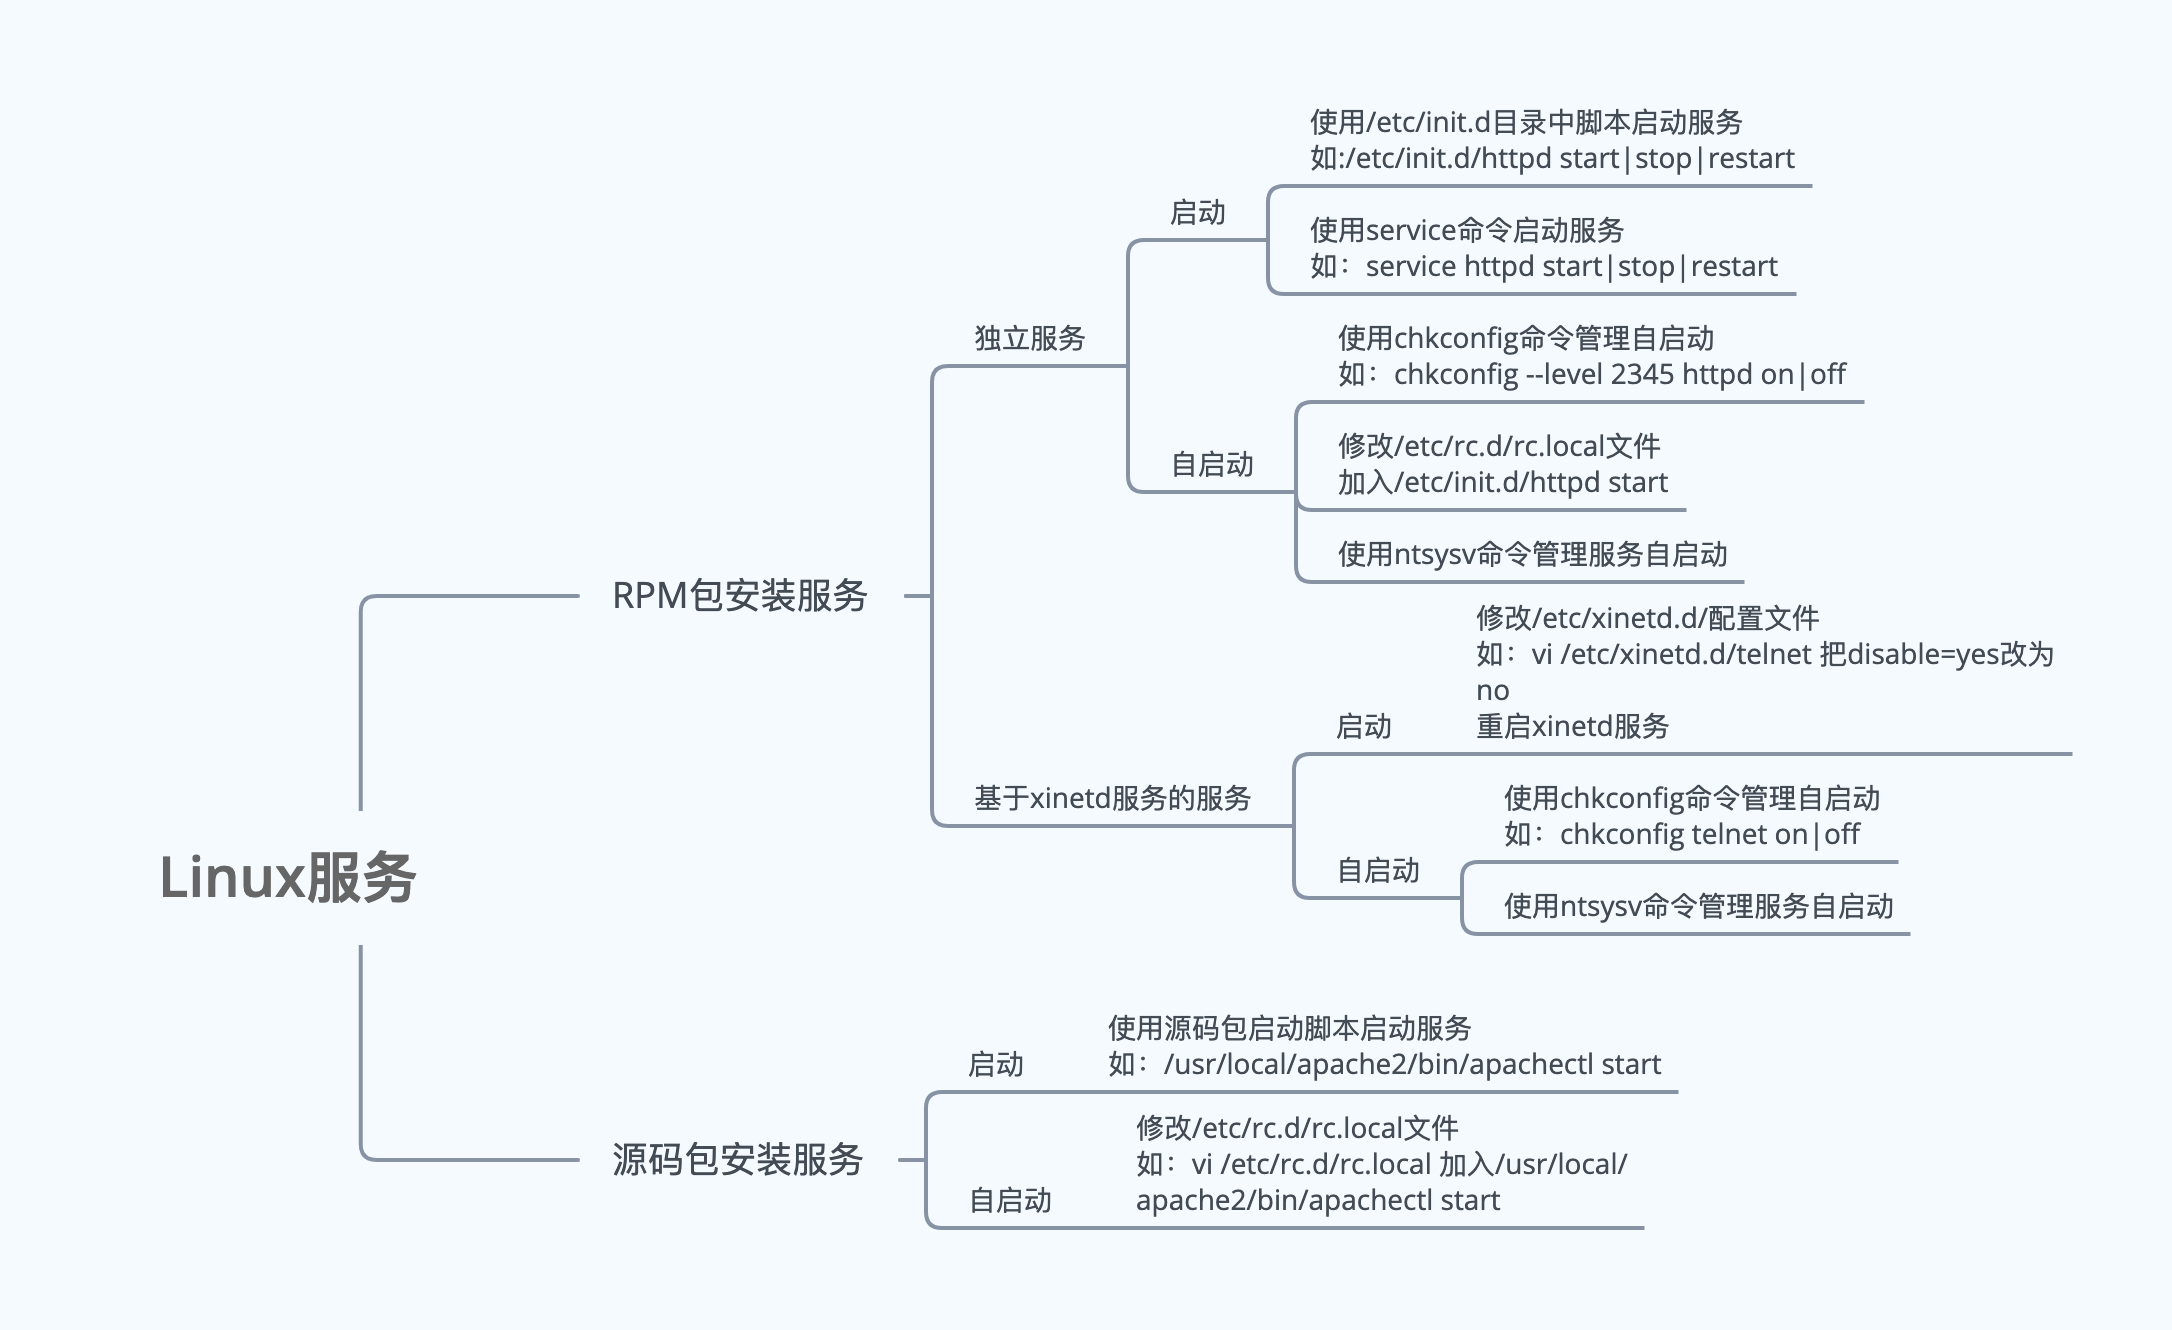 Linux服务
RPM包安装服务
独立服务
启动
使用/etc/init.d目录中脚本启动服务
如:/etc/init.d/httpd start|stop|restart
使用service命令启动服务
如：service httpd start|stop|restart
自启动
使用chkconfig命令管理自启动
如：chkconfig --level 2345 httpd on|off
修改/etc/rc.d/rc.local文件
加入/etc/init.d/httpd start
使用ntsysv命令管理服务自启动
基于xinetd服务的服务
启动
修改/etc/xinetd.d/配置文件
如：vi /etc/xinetd.d/telnet 把disable=yes改为
no
重启xinetd服务
自启动
使用chkconfig命令管理自启动
如：chkconfig telnet on|off
使用ntsysv命令管理服务自启动
源码包安装服务
启动
使用源码包启动脚本启动服务
如：/usr/local/apache2/bin/apachectl start
自启动
修改/etc/rc.d/rc.local文件
如：vi /etc/rc.d/rc.local 加入/usr/local/
apache2/bin/apachectl start